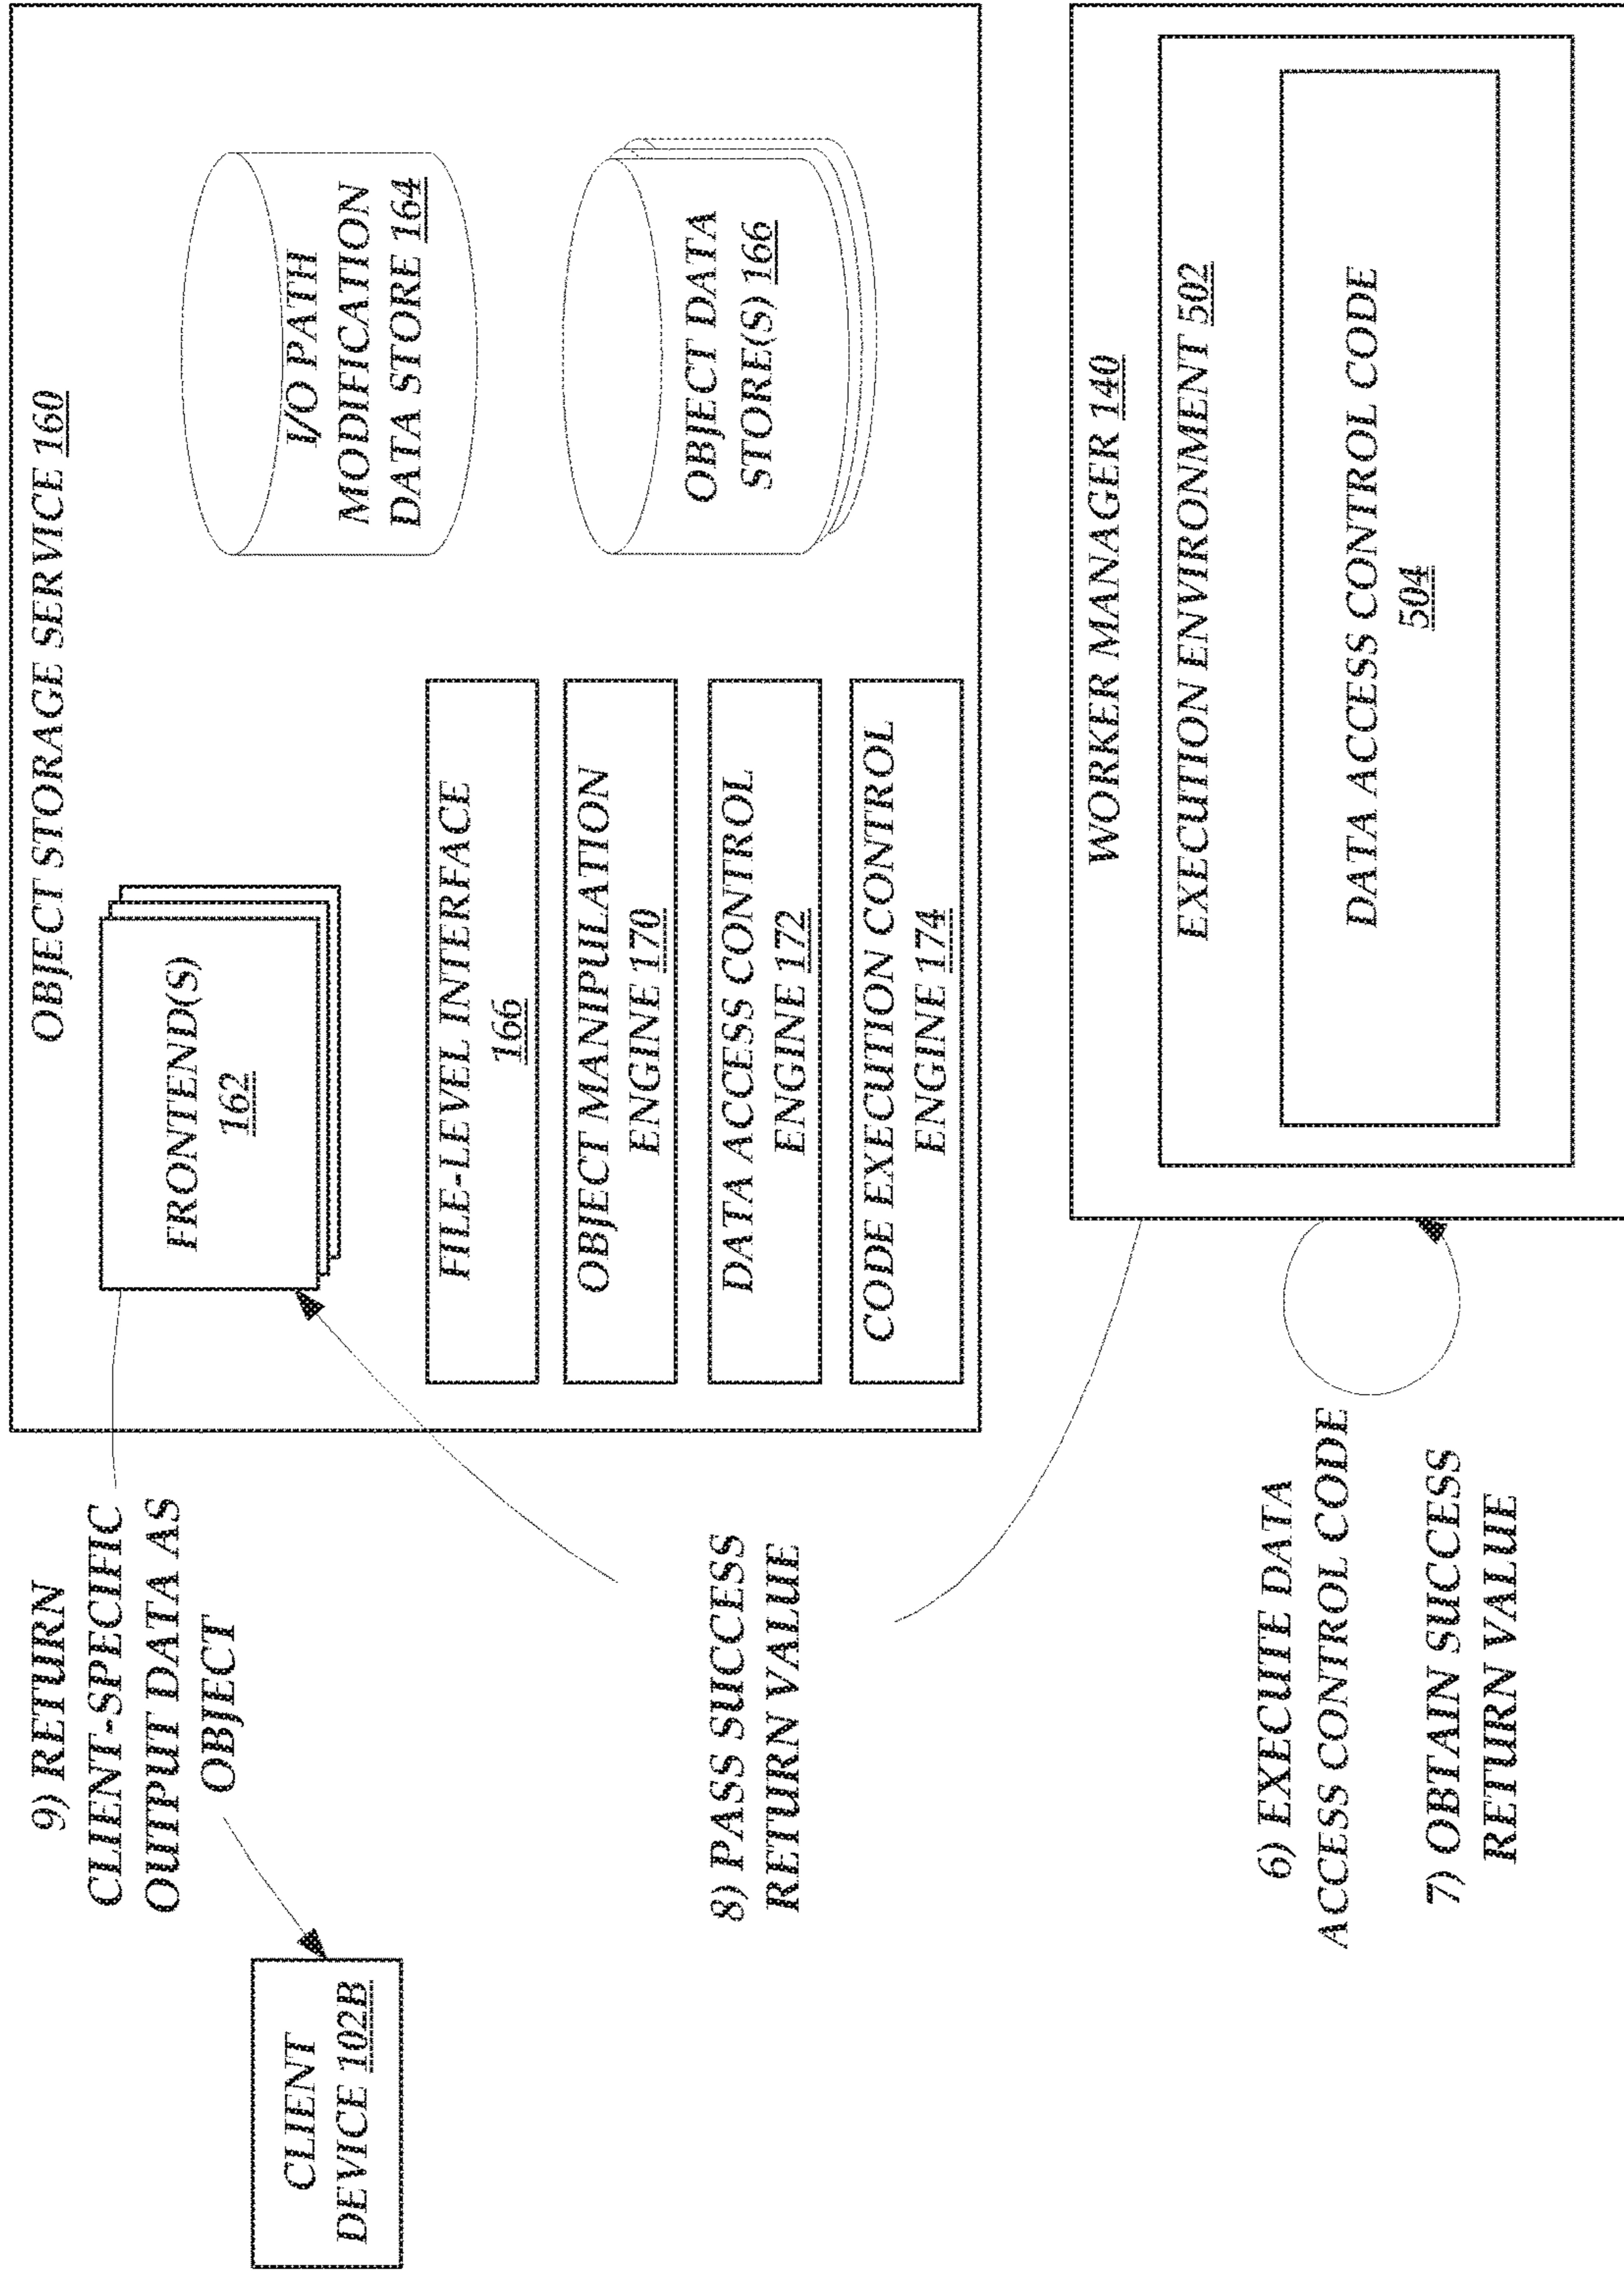 OBJECT STORAGE SERVICE 160
9) RETURN
CLIENT-SPECIFIC
OUTPUT DATA AS
OBJECT
CLIENT
DEVICE 102B
FRONTEND(S)
162
I/O PATH
MODIFICATION
DATA STORE 164
FILE-LEVEL INTERFACE
166
OBJECT MANIPULATION
ENGINE 170
DATA ACCESS CONTROL
ENGINE 172
CODE EXECUTION CONTROL
ENGINE 174
OBJECT DATA
STORE(S) 166
8) PASS SUCCESS
RETURN VALUE
WORKER MANAGER 140
EXECUTION ENVIRONMENT 502
DATA ACCESS CONTROL CODE
504
6) EXECUTE DATA
ACCESS CONTROL CODE
7) OBTAIN SUCCESS
RETURN VALUE